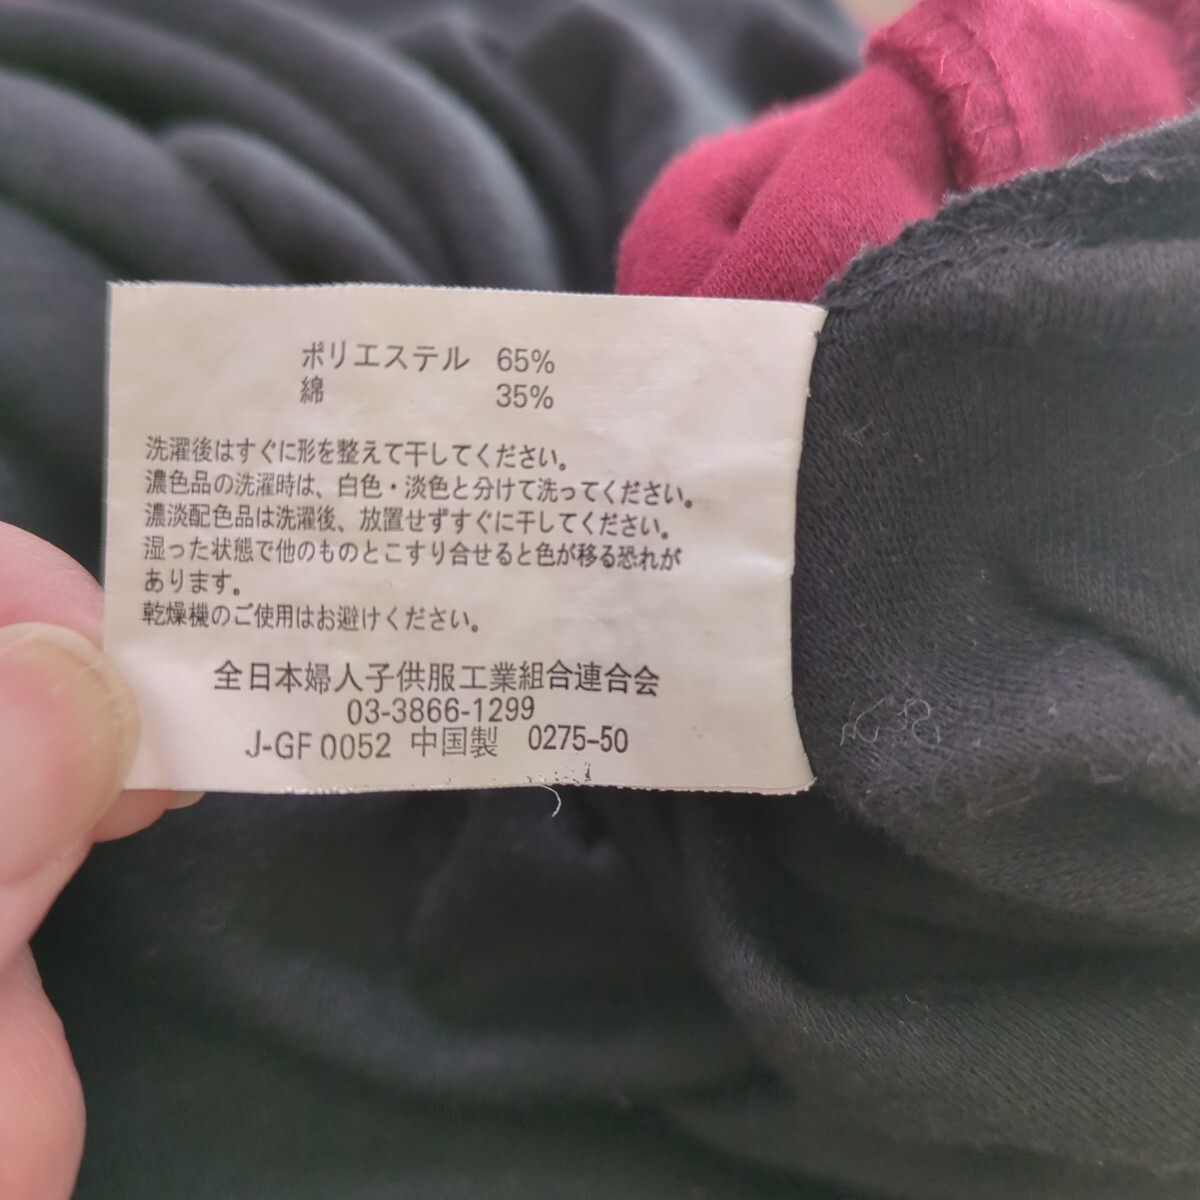 ポリエステル 65%
綿 35%
洗濯後はすぐに形を整えて干してください。
濃色品の洗濯時は、白色・淡色と分けて洗ってください。
濃淡配色品は洗濯後、放置せずすぐに干してください。
湿った状態で他のものとこすり合せると色が移る恐れが
あります。
乾燥機のご使用はお避けください。
全日本婦人子供服工業組合連合会
03-3866-1299
J-GF 0052 中国製 0275-50